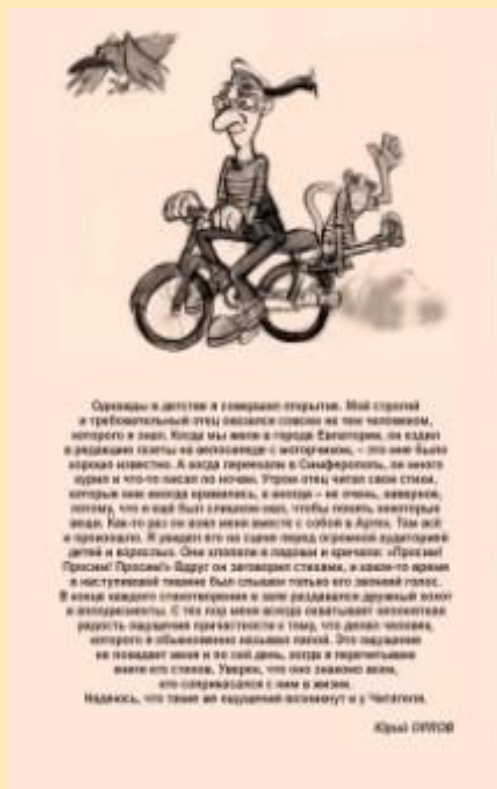 Однажды в детстве я совершил открытие. Мой строгий
и требовательный отец оказался совсем не тем человеком,
которого я знал. Когда мы жили в городе Евпатории, он ездил
в редакцию газеты на велосипеде с моторчиком, – это мне было
хорошо известно. А когда переехали в Симферополь, он много
курил и что-то писал по ночам. Утром отец читал свои стихи,
которые мне иногда нравились, а иногда – не очень, наверное,
потому, что я ещё был слишком мал, чтобы понять некоторые
вещи. Как-то раз он взял меня вместе с собой в Артек. Там всё
и произошло. Я увидел его на сцене перед огромной аудиторией
детей и взрослых. Они хлопали в ладоши и кричали: «Просим!
Просим! Просим!» Вдруг он заговорил стихами, и какое-то время
в наступившей тишине был слышен только его звонкий голос.
В конце каждого стихотворения в зале раздавался дружный хохот
и аплодисменты. С тех пор меня всегда охватывает непонятная
радость ощущения причастности к тому, что делал человек,
которого я обыкновенно называл папой. Это ощущение
не покидает меня и по сей день, когда я перечитываю
книги его стихов. Уверен, что оно знакомо всем,
кто соприкасался с ним в жизни.
Надеюсь, что такие же ощущения возникнут и у Читателя.
Юрий ОРЛОВ